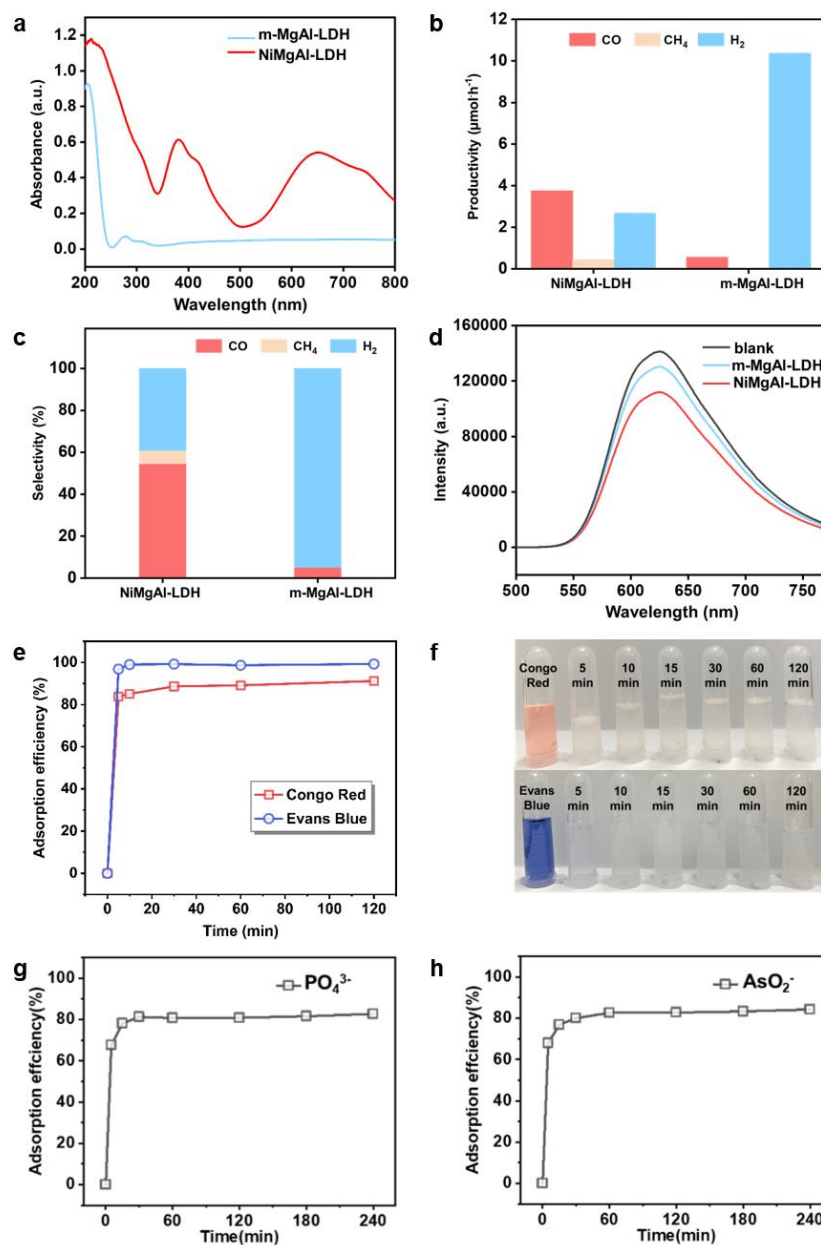 a
m-MgAl-LDH
NiMgAl-LDH
1.2
1.0
0.8
0.6
0.4
0.2
0.0
Absorbance (a.u.)
200 300 400 500 600 700 800
Wavelength (nm)
b
CO CH₄ H₂
12
10
8
6
4
2
0
Productivity (μmol·h⁻¹)
NiMgAl-LDH m-MgAl-LDH
c
CO CH₄ H₂
100
80
60
40
20
0
Selectivity (%)
NiMgAl-LDH m-MgAl-LDH
d
blank
m-MgAl-LDH
NiMgAl-LDH
160000
120000
80000
40000
0
Intensity (a.u.)
500 550 600 650 700 750
Wavelength (nm)
e
100
80
60
40
20
0
Adsorption efficiency (%)
Congo Red
Evans Blue
0 20 40 60 80 100 120
Time (min)
f
Congo Red
5 min
10 min
15 min
30 min
60 min
120 min
Evans Blue
5 min
10 min
15 min
30 min
60 min
120 min
g
PO₄³⁻
100
80
60
40
20
0
Adsorption effciency(%)
0 60 120 180 240
Time(min)
h
AsO₂⁻
100
80
60
40
20
0
Adsorption effciency(%)
0 60 120 180 240
Time(min)